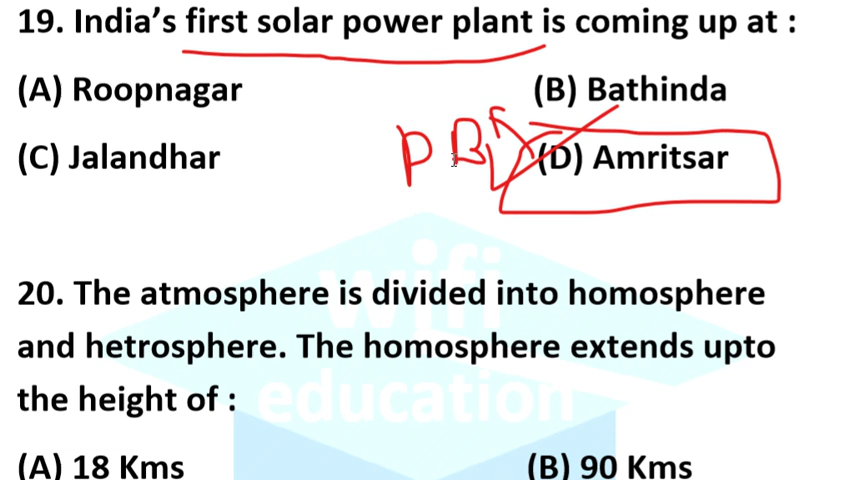 19. India's first solar power plant is coming up at :
(A) Roopnagar (B) Bathinda
PB
(C) Jalandhar (D) Amritsar
20. The atmosphere is divided into homosphere
and hetrosphere. The homosphere extends upto
the height of :
(A) 18 Kms (B) 90 Kms
wifi
education